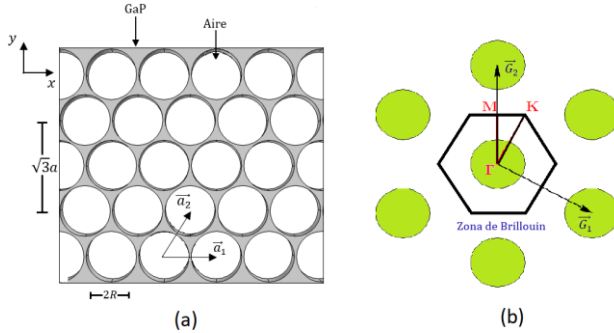 GaP
Aire
y
x
√3a
a₂⃗
a₁⃗
2R
(a)
G₂⃗
M
K
Γ
G₁⃗
Zona de Brillouin
(b)